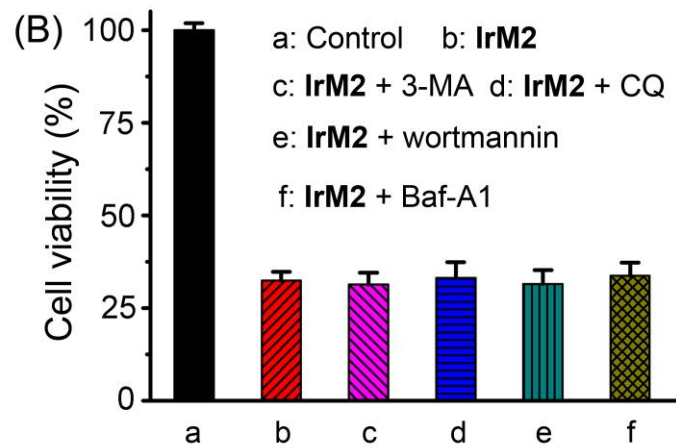 (B)
Cell viability (%)
100
75
50
25
0
a: Control b: IrM2
c: IrM2 + 3-MA d: IrM2 + CQ
e: IrM2 + wortmannin
f: IrM2 + Baf-A1
a b c d e f